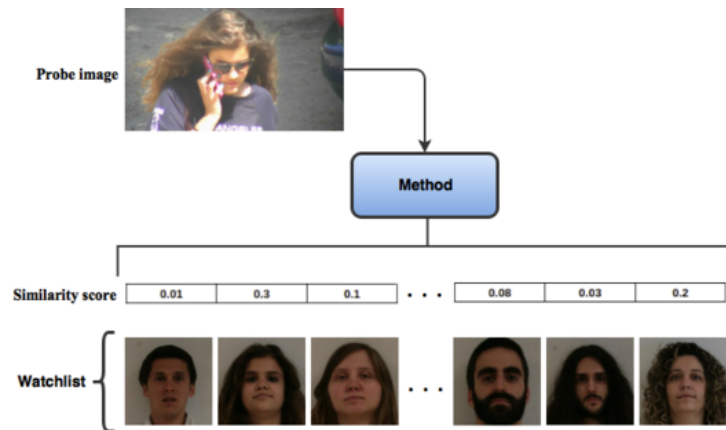 Probe image
Method
Similarity score
0.01 0.3 0.1 . . . 0.08 0.03 0.2
Watchlist
. . .